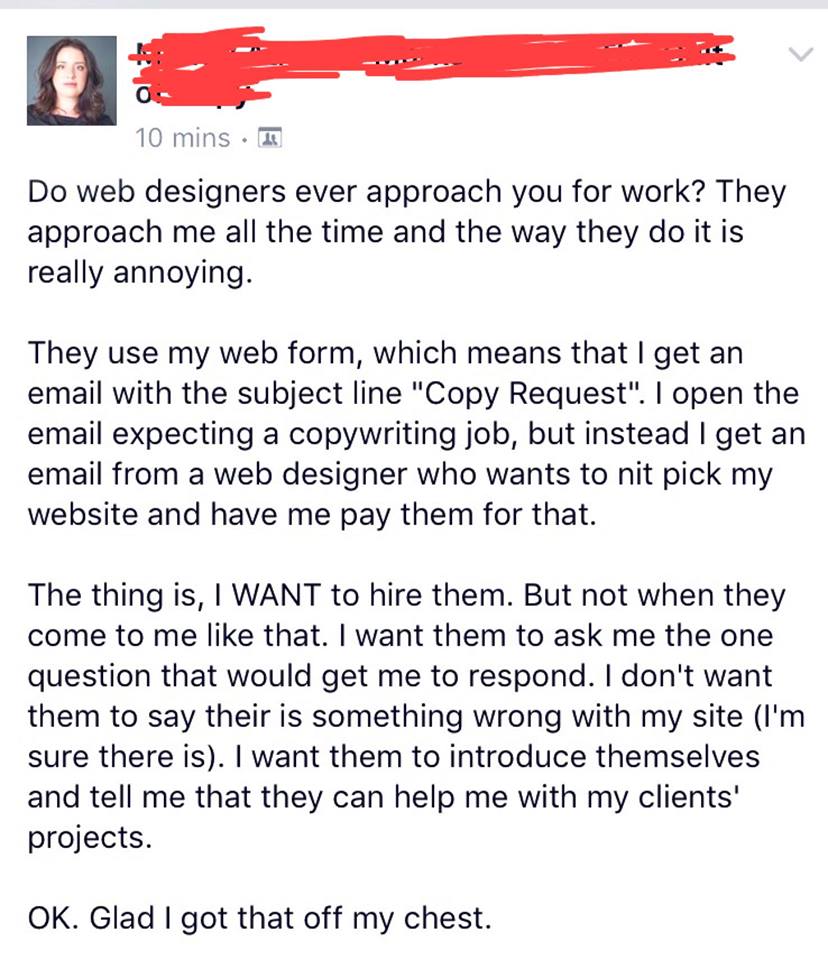 10 mins ·
Do web designers ever approach you for work? They
approach me all the time and the way they do it is
really annoying.
They use my web form, which means that I get an
email with the subject line "Copy Request". I open the
email expecting a copywriting job, but instead I get an
email from a web designer who wants to nit pick my
website and have me pay them for that.
The thing is, I WANT to hire them. But not when they
come to me like that. I want them to ask me the one
question that would get me to respond. I don't want
them to say their is something wrong with my site (I'm
sure there is). I want them to introduce themselves
and tell me that they can help me with my clients'
projects.
OK. Glad I got that off my chest.